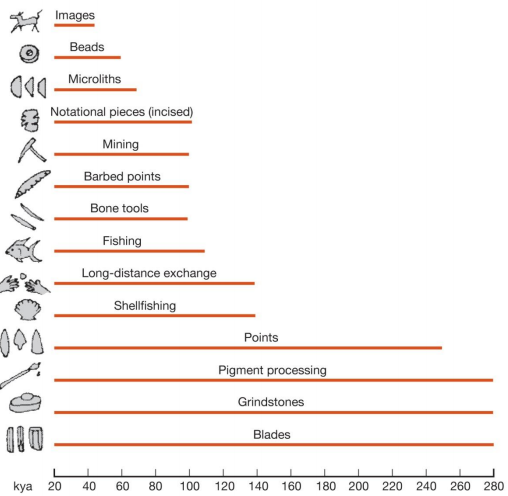 Images
Beads
Microliths
Notational pieces (incised)
Mining
Barbed points
Bone tools
Fishing
Long-distance exchange
Shellfishing
Points
Pigment processing
Grindstones
Blades
kya 20 40 60 80 100 120 140 160 180 200 220 240 260 280